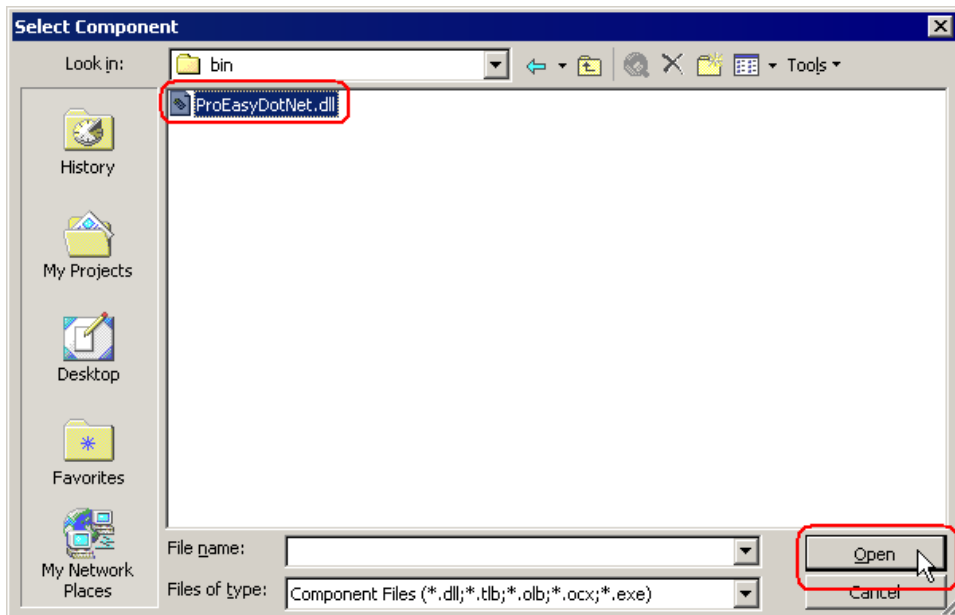 Select Component
Look in:
bin
Tools
ProEasyDotNet.dll
History
My Projects
Desktop
Favorites
My Network
Places
File name:
Open
Files of type:
Component Files (*.dll;*.tlb;*.olb;*.ocx;*.exe)
Cancel